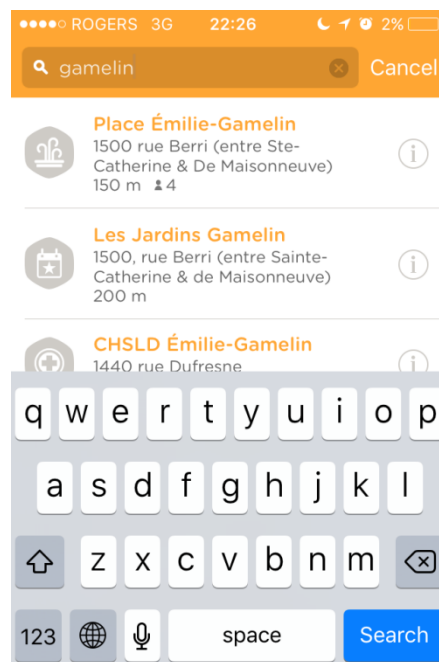 ROGERS 3G 22:26 2%
gamelin Cancel
Place Émilie-Gamelin
1500 rue Berri (entre Ste-
Catherine & De Maisonneuve)
150 m 4
Les Jardins Gamelin
1500, rue Berri (entre Sainte-
Catherine & de Maisonneuve)
200 m
CHSLD Émilie-Gamelin
1440 rue Dufresne
q w e r t y u i o p
a s d f g h j k l
z x c v b n m
123 space Search